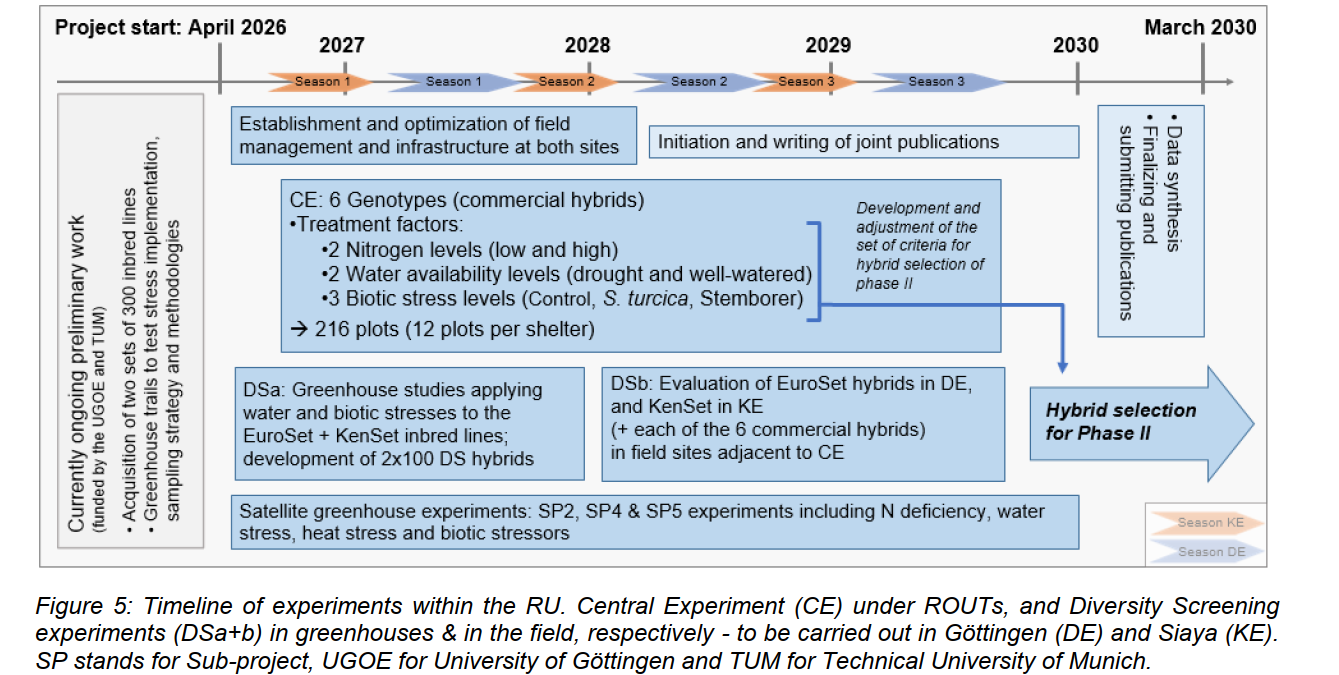 Project start: April 2026
March 2030
2027
2028
2029
2030
Season 1
Season 1
Season 2
Season 2
Season 3
Season 3
Currently ongoing preliminary work
(funded by the UGOE and TUM)
• Acquisition of two sets of 300 inbred lines
• Greenhouse trails to test stress implementation,
sampling strategy and methodologies
Establishment and optimization of field
management and infrastructure at both sites
Initiation and writing of joint publications
• Data synthesis
• Finalizing and
submitting publications
CE: 6 Genotypes (commercial hybrids)
•Treatment factors:
•2 Nitrogen levels (low and high)
•2 Water availability levels (drought and well-watered)
•3 Biotic stress levels (Control, S. turcica, Stemborer)
→ 216 plots (12 plots per shelter)
Development and
adjustment of the
set of criteria for
hybrid selection of
phase II
DSa: Greenhouse studies applying
water and biotic stresses to the
EuroSet + KenSet inbred lines;
development of 2x100 DS hybrids
DSb: Evaluation of EuroSet hybrids in DE,
and KenSet in KE
(+ each of the 6 commercial hybrids)
in field sites adjacent to CE
Hybrid selection
for Phase II
Satellite greenhouse experiments: SP2, SP4 & SP5 experiments including N deficiency, water
stress, heat stress and biotic stressors
Season KE
Season DE
Figure 5: Timeline of experiments within the RU. Central Experiment (CE) under ROUTs, and Diversity Screening
experiments (DSa+b) in greenhouses & in the field, respectively - to be carried out in Göttingen (DE) and Siaya (KE).
SP stands for Sub-project, UGOE for University of Göttingen and TUM for Technical University of Munich.